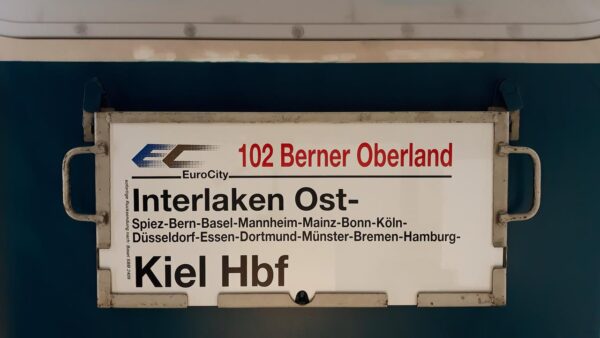 EC
EuroCity
102 Berner Oberland
Interlaken Ost-
Spiez-Bern-Basel-Mannheim-Mainz-Bonn-Köln-
Düsseldorf-Essen-Dortmund-Münster-Bremen-Hamburg-
Kiel Hbf